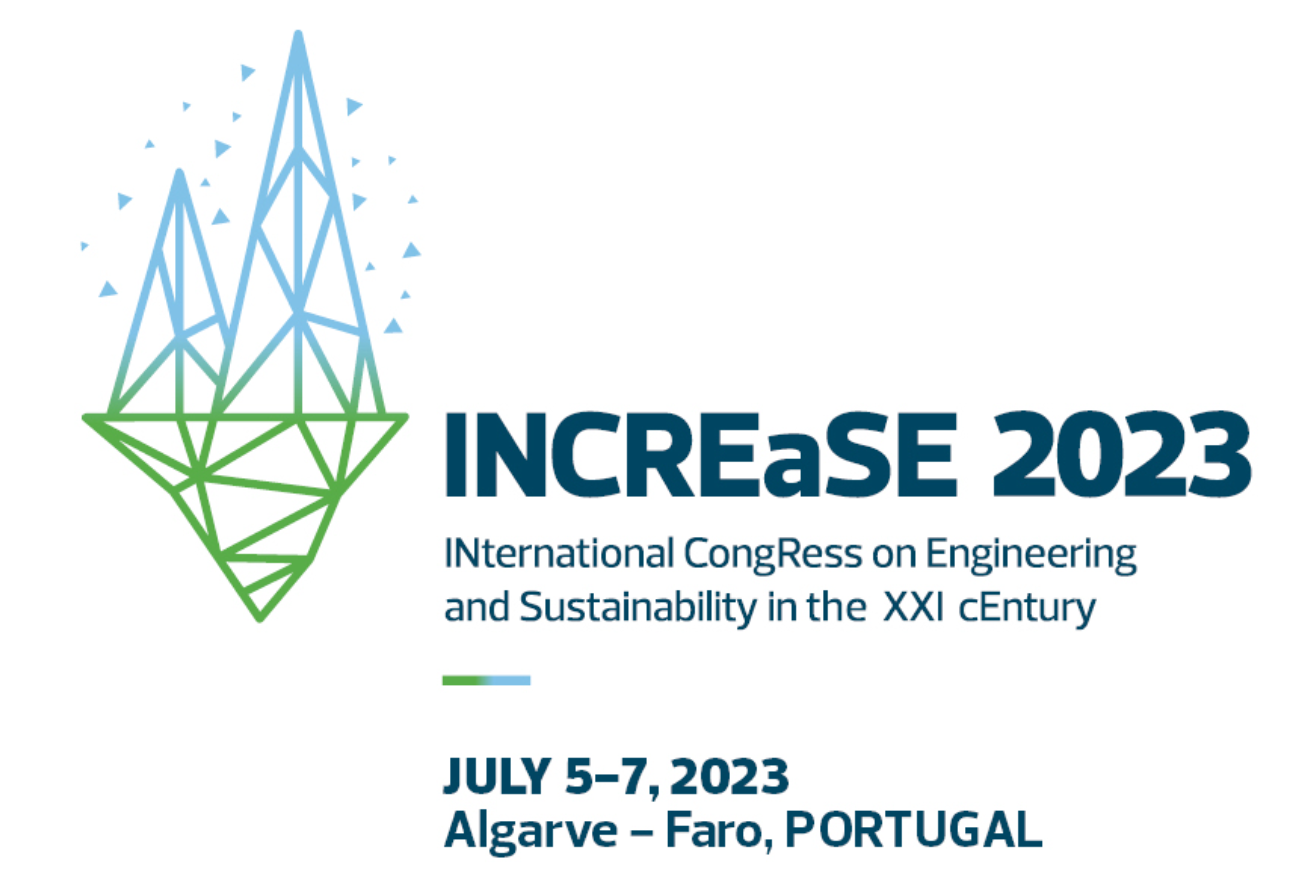 INCREaSE 2023
INternational CongRess on Engineering
and Sustainability in the XXI cEntury
JULY 5–7, 2023
Algarve – Faro, PORTUGAL